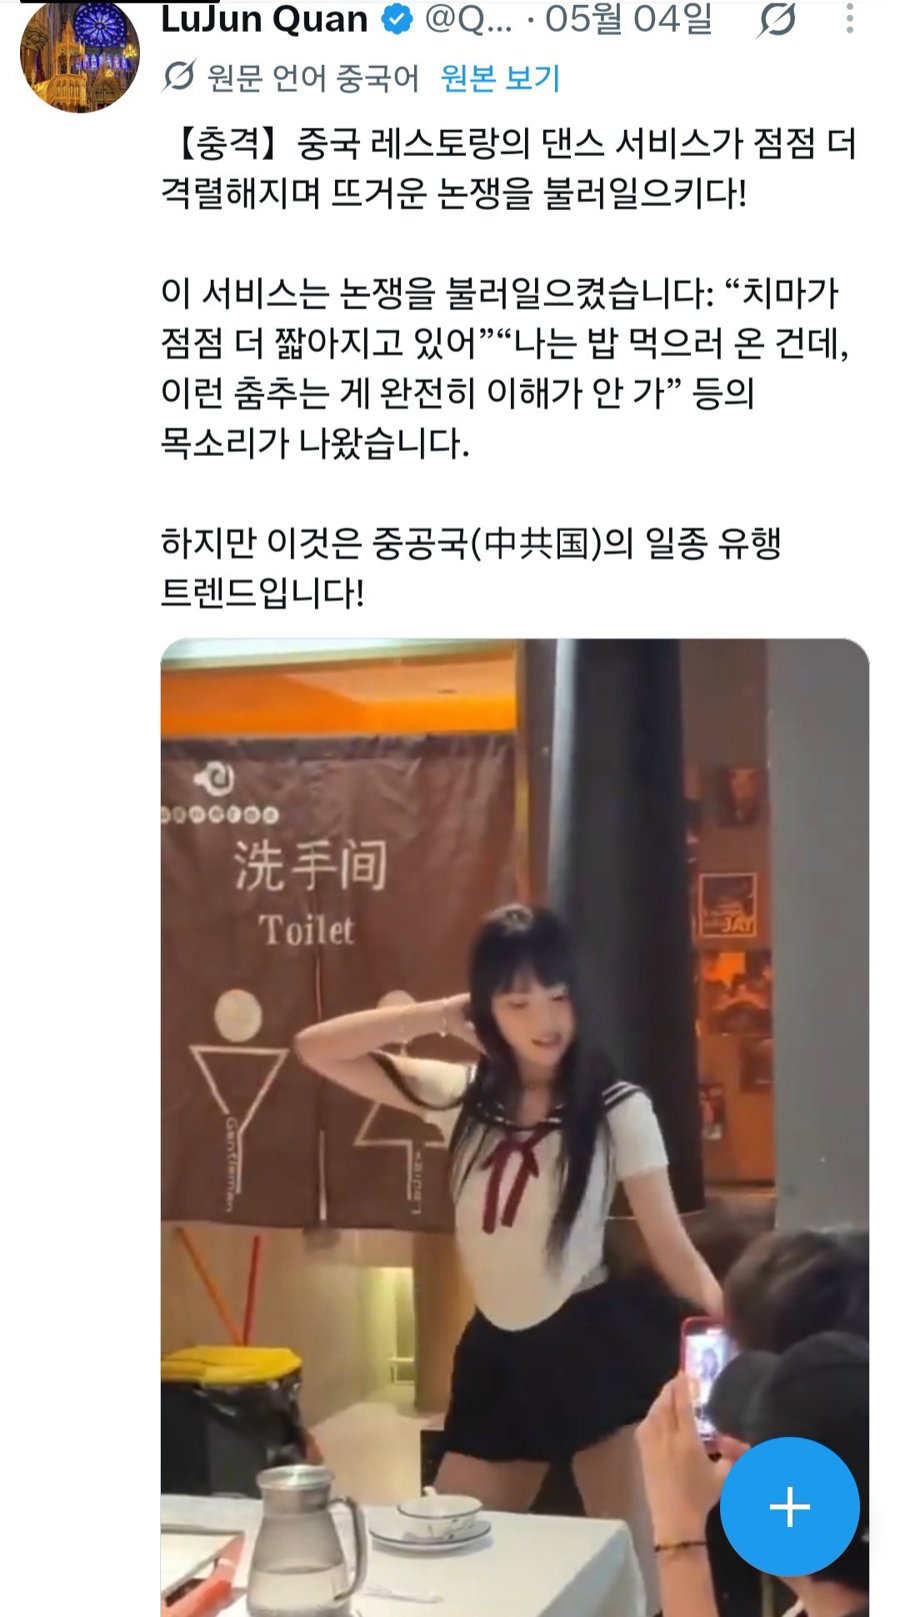 LuJun Quan @Q... · 05월 04일
원문 언어 중국어 원본 보기
【충격】중국 레스토랑의 댄스 서비스가 점점 더
격렬해지며 뜨거운 논쟁을 불러일으키다!
이 서비스는 논쟁을 불러일으켰습니다: “치마가
점점 더 짧아지고 있어”“나는 밥 먹으러 온 건데,
이런 춤추는 게 완전히 이해가 안 가” 등의
목소리가 나왔습니다.
하지만 이것은 중공국(中共国)의 일종 유행
트렌드입니다!
洗手间
Toilet
Gentleman
JAY